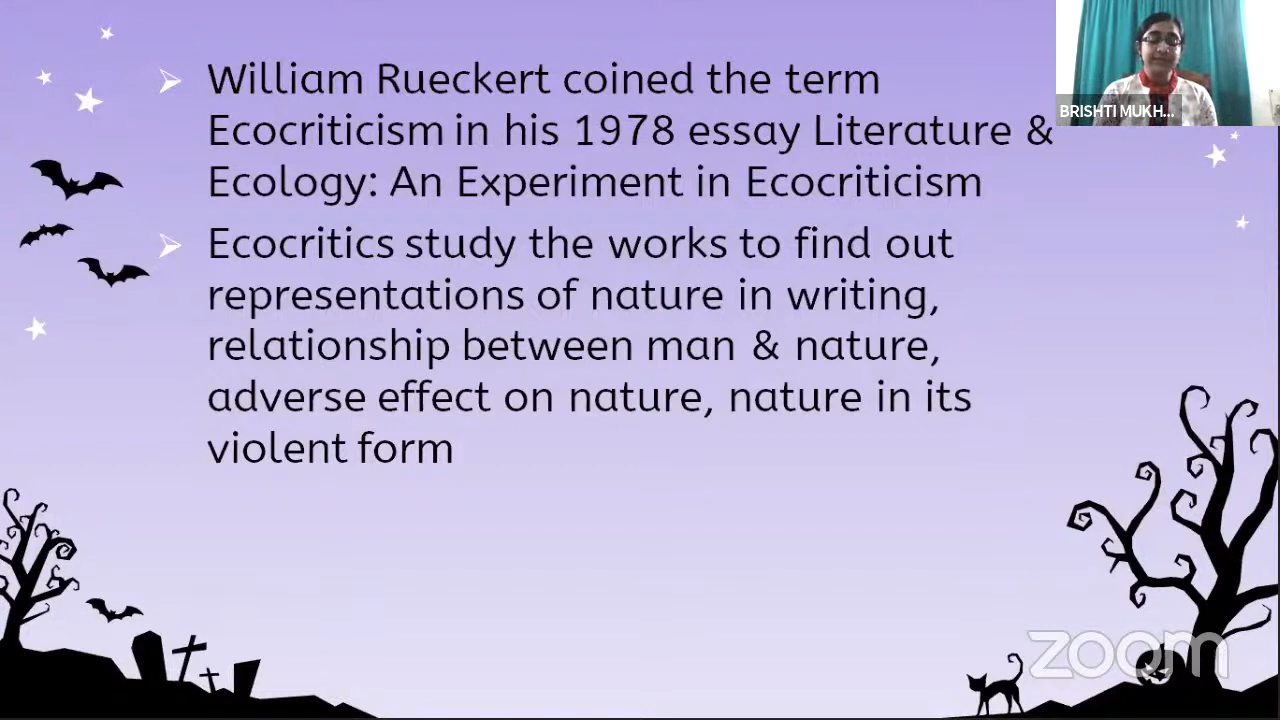 William Rueckert coined the term
Ecocriticism in his 1978 essay Literature &
Ecology: An Experiment in Ecocriticism
Ecocritics study the works to find out
representations of nature in writing,
relationship between man & nature,
adverse effect on nature, nature in its
violent form
BRISHTI MUKH...
zoom